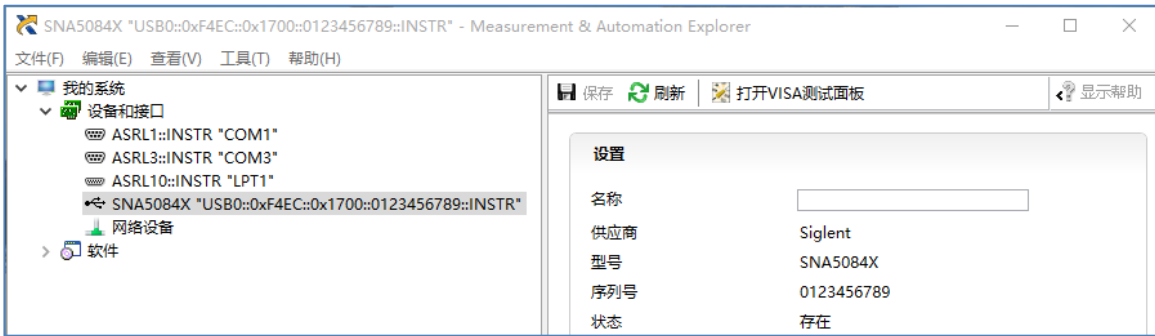 SNA5084X "USB0::0xF4EC::0x1700::0123456789::INSTR" - Measurement & Automation Explorer
文件(F) 编辑(E) 查看(V) 工具(T) 帮助(H)
我的系统
设备和接口
ASRL1::INSTR "COM1"
ASRL3::INSTR "COM3"
ASRL10::INSTR "LPT1"
SNA5084X "USB0::0xF4EC::0x1700::0123456789::INSTR"
网络设备
软件
保存 刷新 打开VISA测试面板 显示帮助
设置
名称
供应商 Siglent
型号 SNA5084X
序列号 0123456789
状态 存在